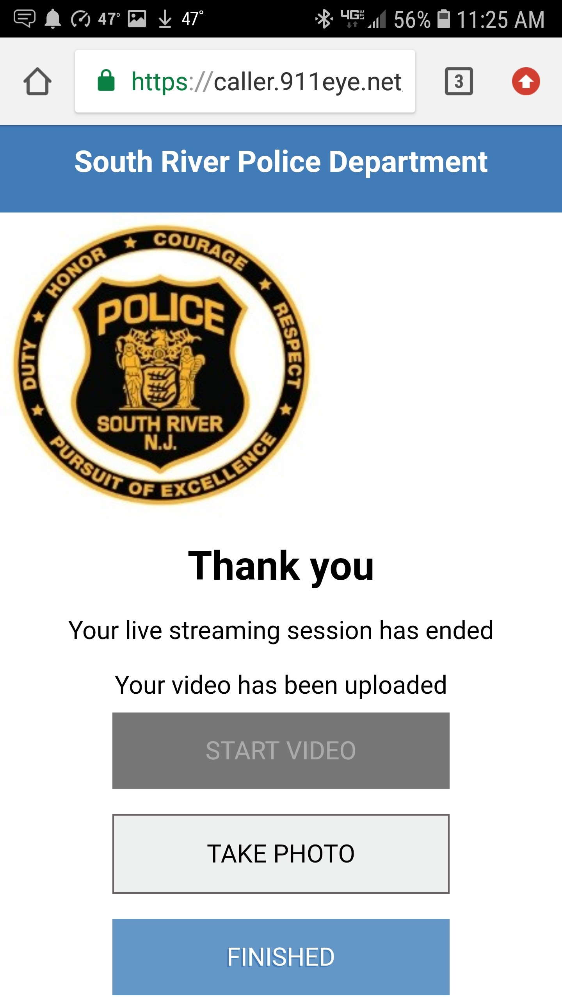 47°
47°
4G LTE
56%
11:25 AM
https://caller.911eye.net
3
South River Police Department
DUTY ★ HONOR ★ COURAGE ★ RESPECT ★
PURSUIT OF EXCELLENCE ★
POLICE
SOUTH RIVER
N.J.
Thank you
Your live streaming session has ended
Your video has been uploaded
START VIDEO
TAKE PHOTO
FINISHED